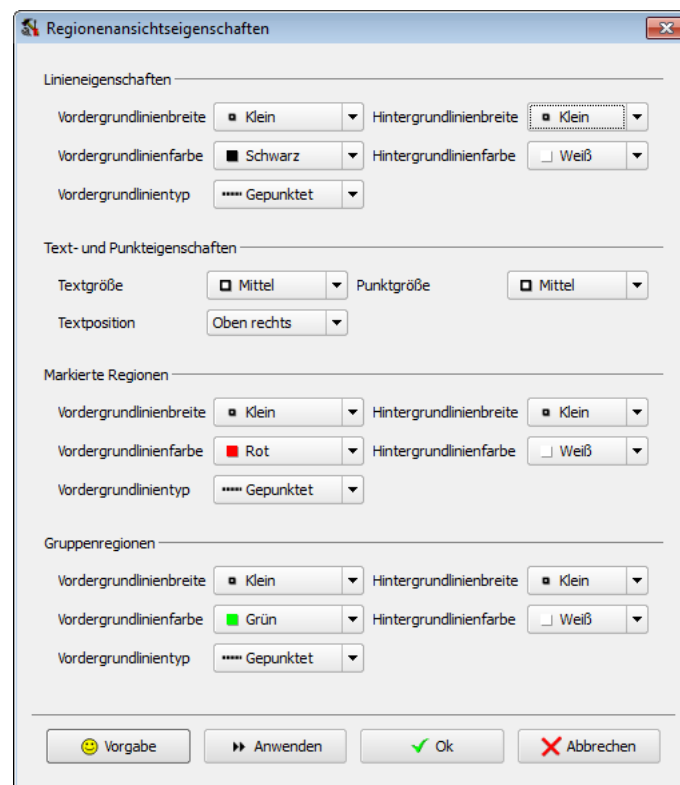 Regionenansichtseigenschaften
Linieneigenschaften
Vordergrundlinienbreite Klein Hintergrundlinienbreite Klein
Vordergrundlinienfarbe Schwarz Hintergrundlinienfarbe Weiß
Vordergrundlinientyp Gepunktet
Text- und Punkteigenschaften
Textgröße Mittel Punktgröße Mittel
Textposition Oben rechts
Markierte Regionen
Vordergrundlinienbreite Klein Hintergrundlinienbreite Klein
Vordergrundlinienfarbe Rot Hintergrundlinienfarbe Weiß
Vordergrundlinientyp Gepunktet
Gruppenregionen
Vordergrundlinienbreite Klein Hintergrundlinienbreite Klein
Vordergrundlinienfarbe Grün Hintergrundlinienfarbe Weiß
Vordergrundlinientyp Gepunktet
Vorgabe Anwenden Ok Abbrechen